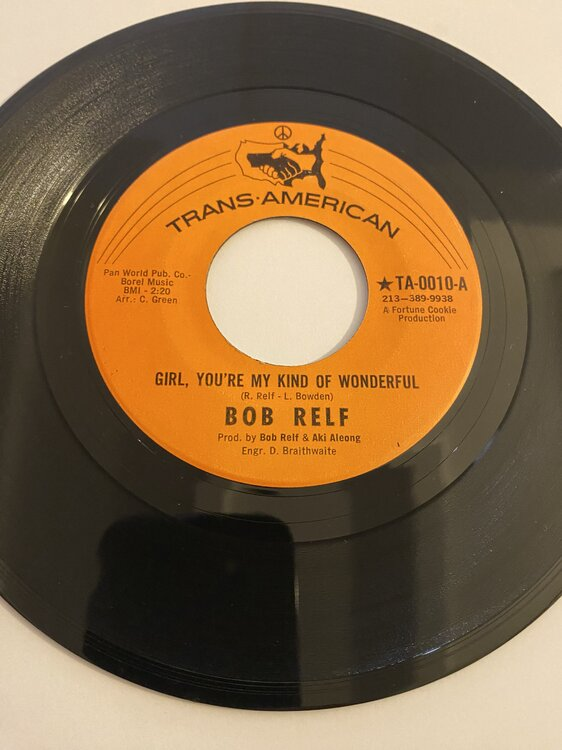 TRANS·AMERICAN
Pan World Pub. Co.-
Borel Music
BMI - 2:20
Arr.: C. Green
★TA-0010-A
213-389-9938
A Fortune Cookie
Production
GIRL, YOU'RE MY KIND OF WONDERFUL
(R. Relf - L. Bowden)
BOB RELF
Prod. by Bob Relf & Aki Aleong
Engr. D. Braithwaite